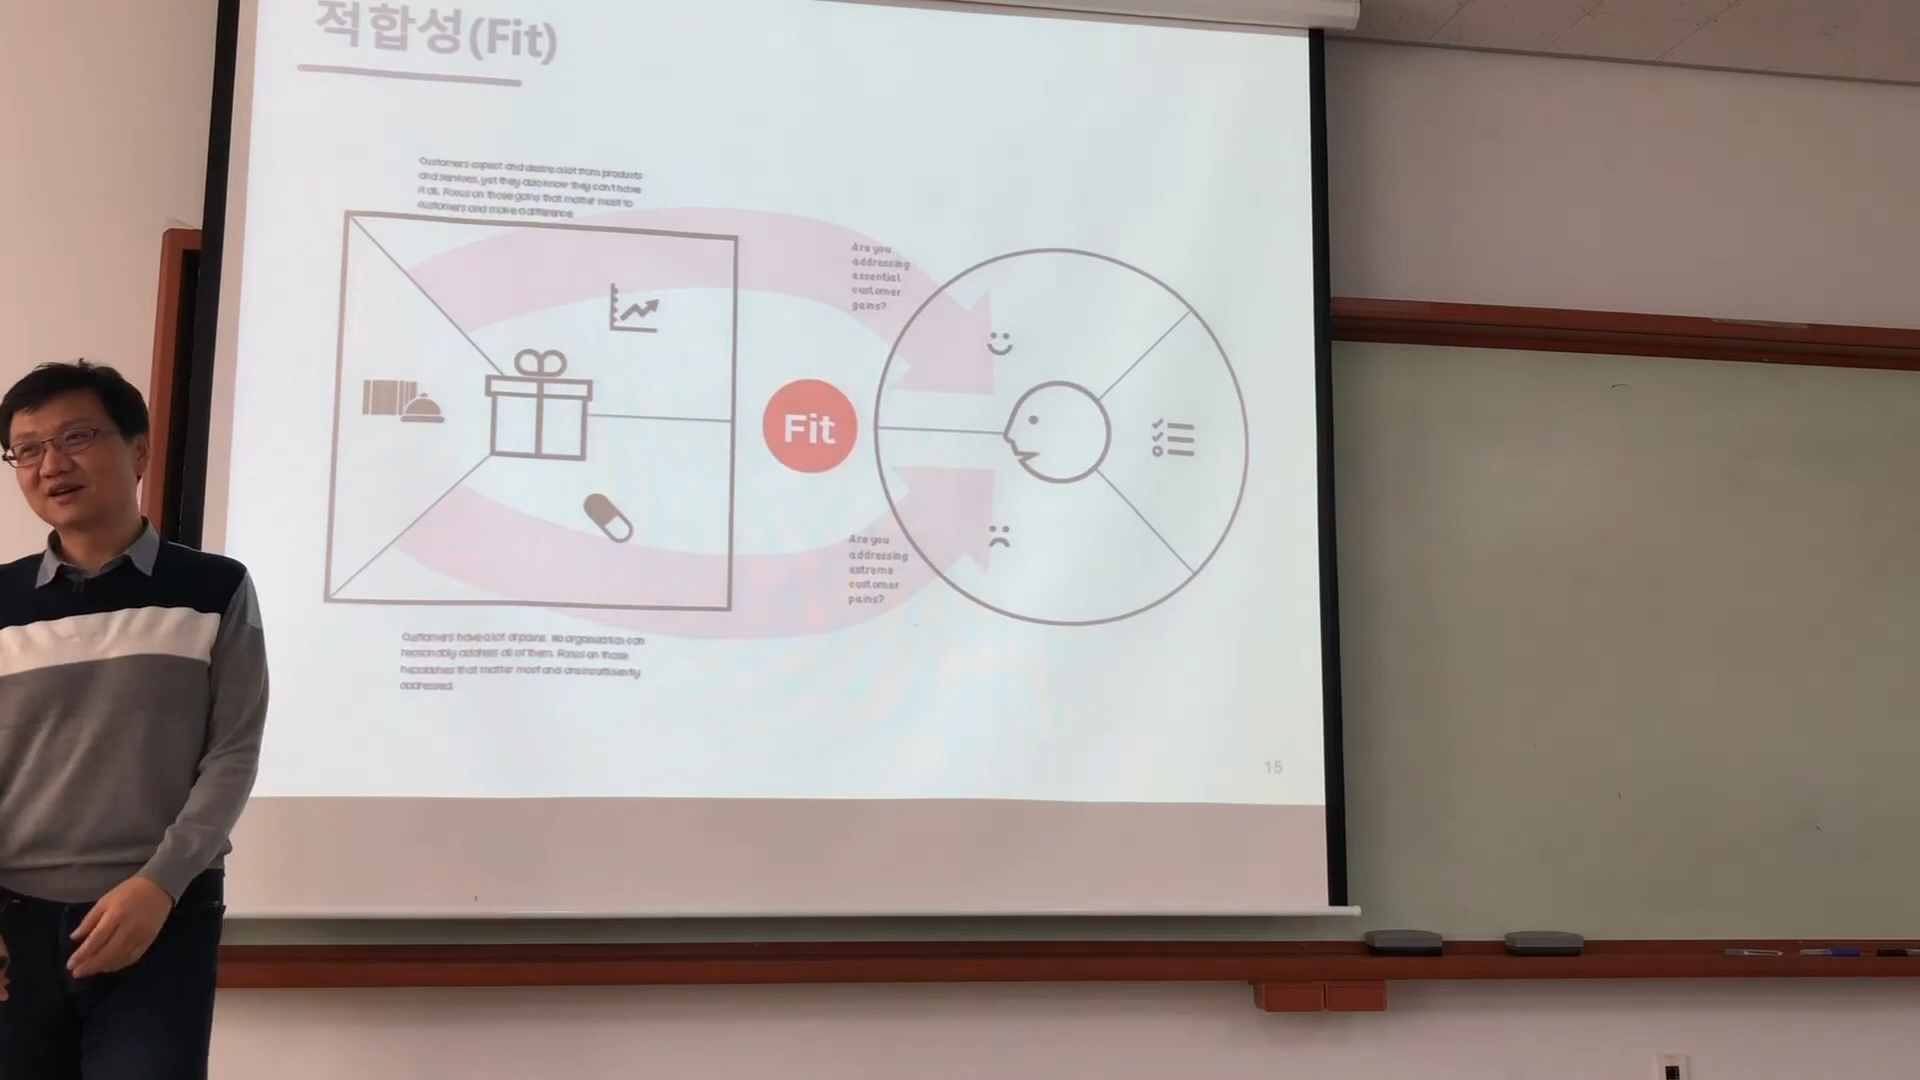 적합성(Fit)
Customers expect and desire a lot from products
and services, yet they also know they can't have
it all. Focus on those gains that matter most to
customers and make a difference.
Are you
addressing
essential
customer
gains?
Fit
Are you
addressing
extreme
customer
pains?
Customers have a lot of pains. No organization can
reasonably address all of them. Focus on those
headaches that matter most and are insufficiently
addressed.
15